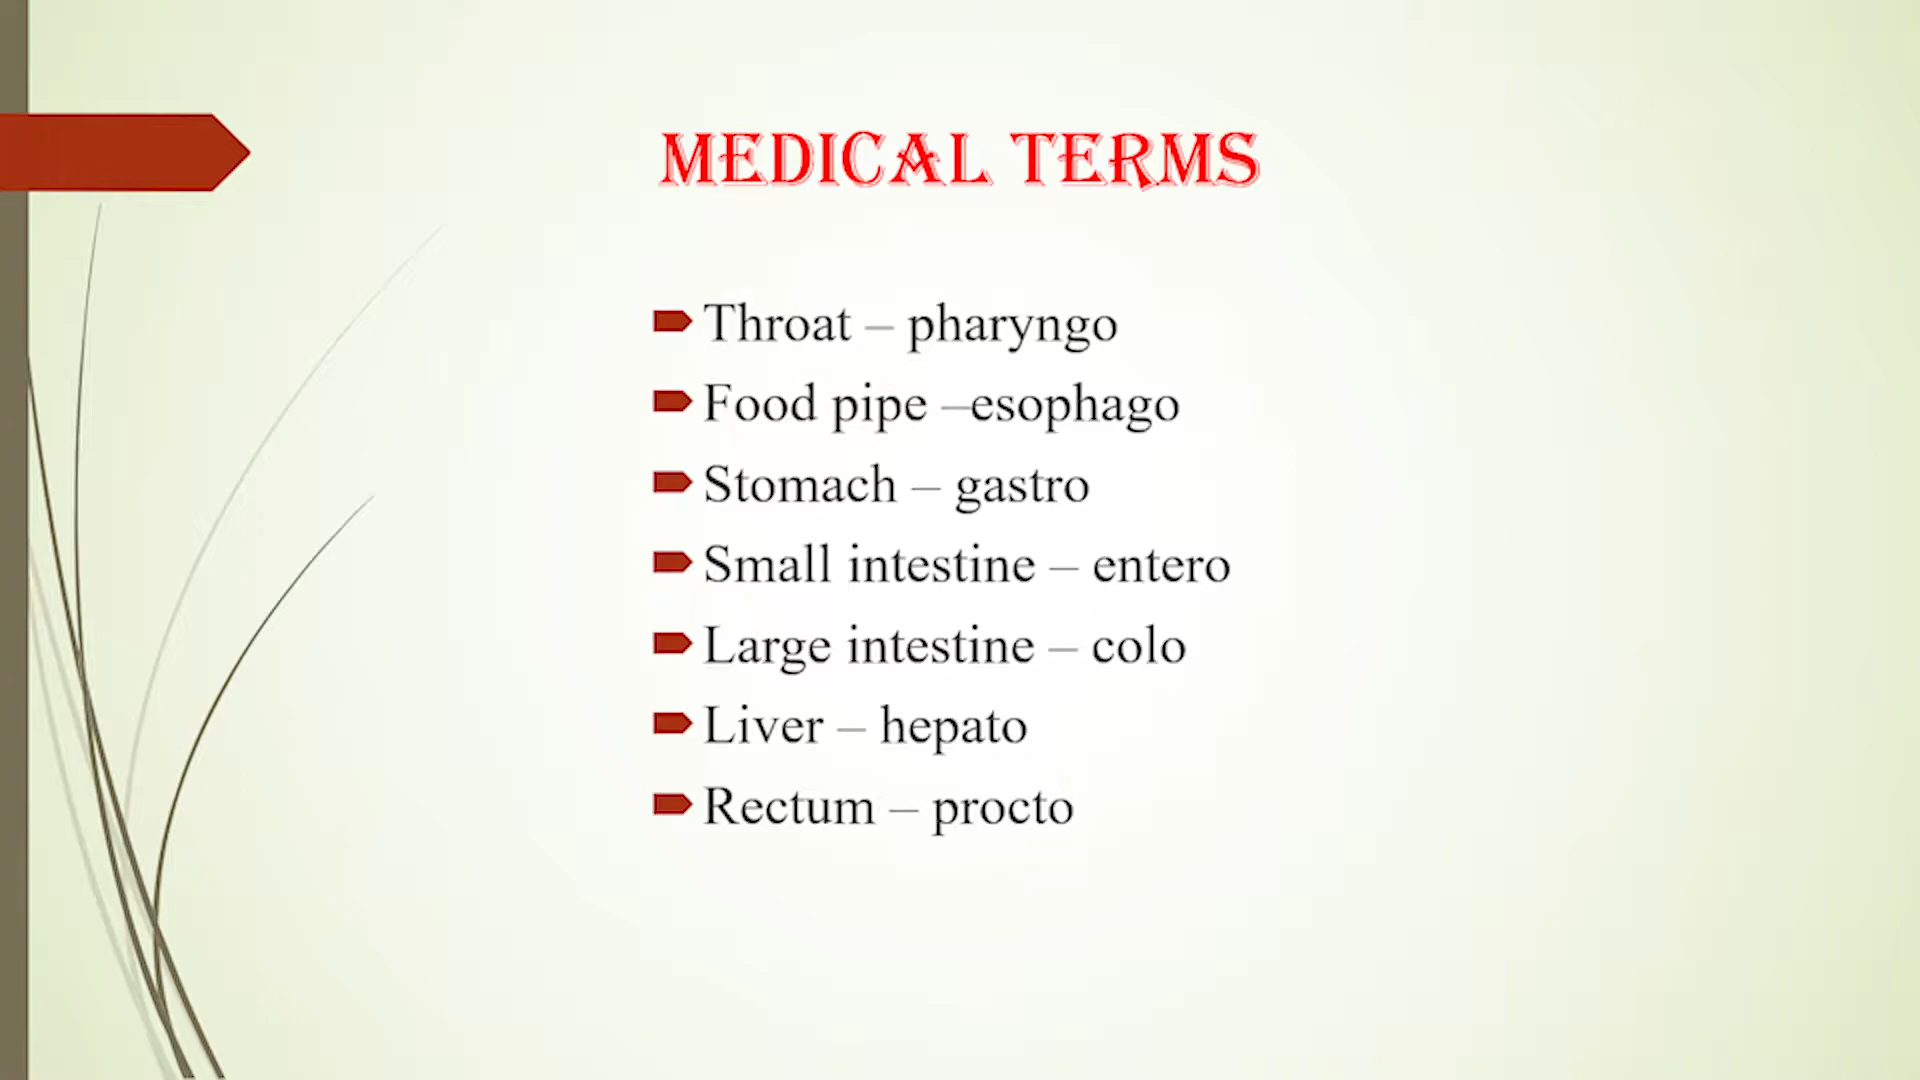 MEDICAL TERMS
Throat – pharyngo
Food pipe –esophago
Stomach – gastro
Small intestine – entero
Large intestine – colo
Liver – hepato
Rectum – procto